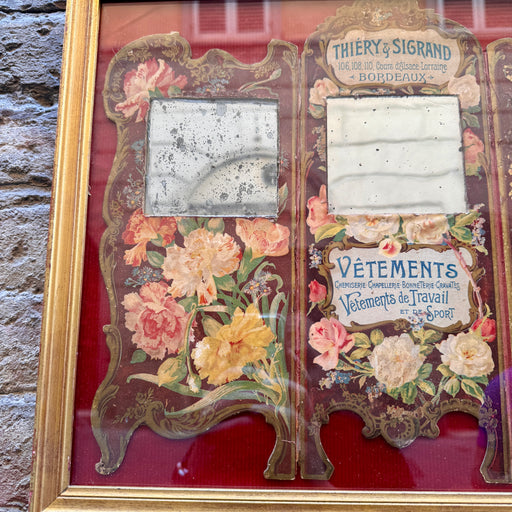 THIÉRY & SIGRAND
106, 108, 110, Cours d'Alsace-Lorraine
BORDEAUX
VÊTEMENTS
CHEMISERIE-CHAPELLERIE-BONNETERIE-CRAVATES
Vêtements de Travail
ET DE SPORT